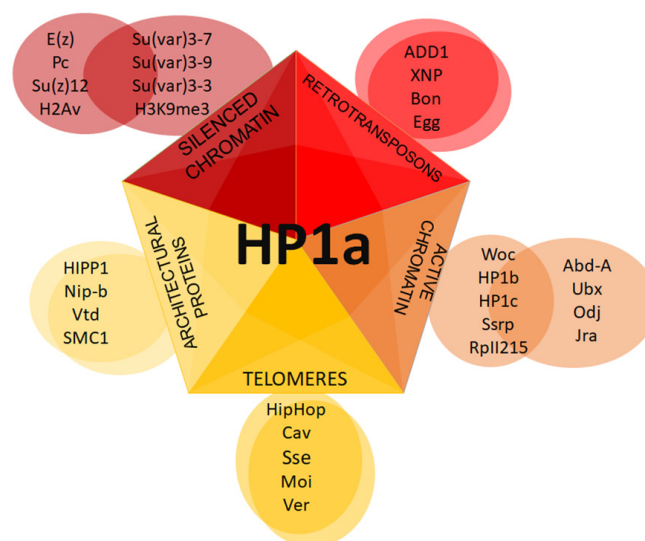 E(z)
Pc
Su(z)12
H2Av
Su(var)3-7
Su(var)3-9
Su(var)3-3
H3K9me3
ADD1
XNP
Bon
Egg
SILENCED
CHROMATIN
RETROTRANSPOSONS
HP1a
ARCHITECTURAL
PROTEINS
ACTIVE
CHROMATIN
HIPP1
Nip-b
Vtd
SMC1
Woc
HP1b
HP1c
Ssrp
RpII215
Abd-A
Ubx
Odj
Jra
TELOMERES
HipHop
Cav
Sse
Moi
Ver